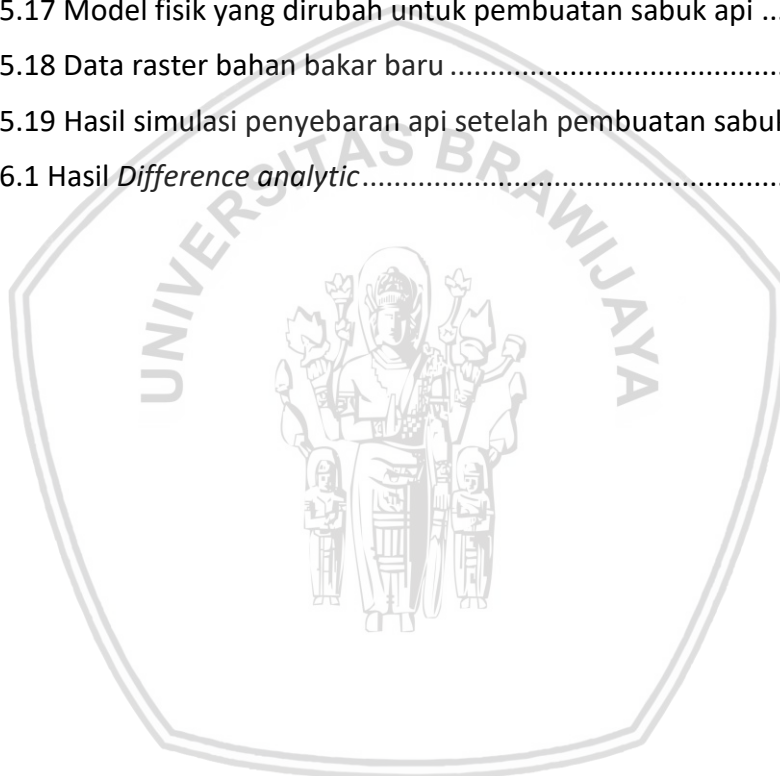 5.17 Model fisik yang dirubah untuk pembuatan sabuk api ...
5.18 Data raster bahan bakar baru ...........................................
5.19 Hasil simulasi penyebaran api setelah pembuatan
6.1 Hasil Difference analytic.......................................................
UNIVERSITAS BRAWIJAYA